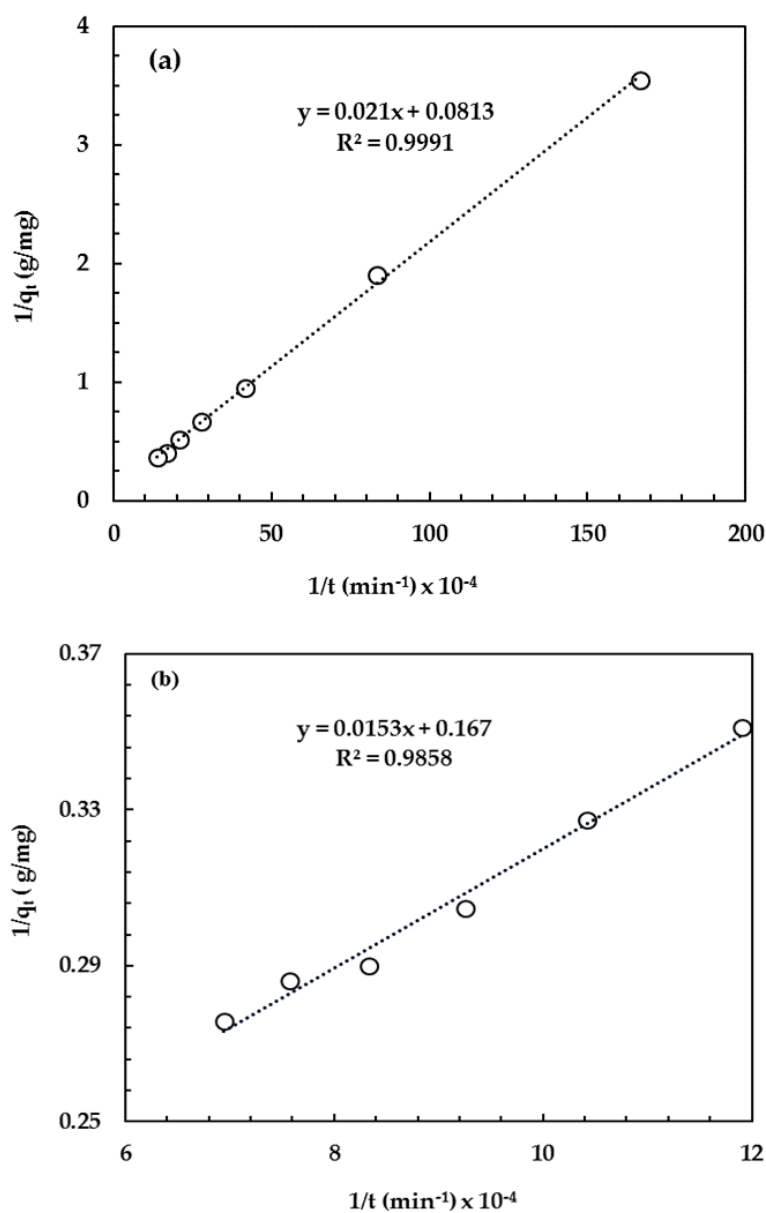 (a)
y = 0.021x + 0.0813
R² = 0.9991
4
3
2
1
0
1/qt (g/mg)
0 50 100 150 200
1/t (min-1) x 10-4
(b)
y = 0.0153x + 0.167
R² = 0.9858
0.37
0.33
0.29
0.25
1/qt ( g/mg)
6 8 10 12
1/t (min-1) x 10-4